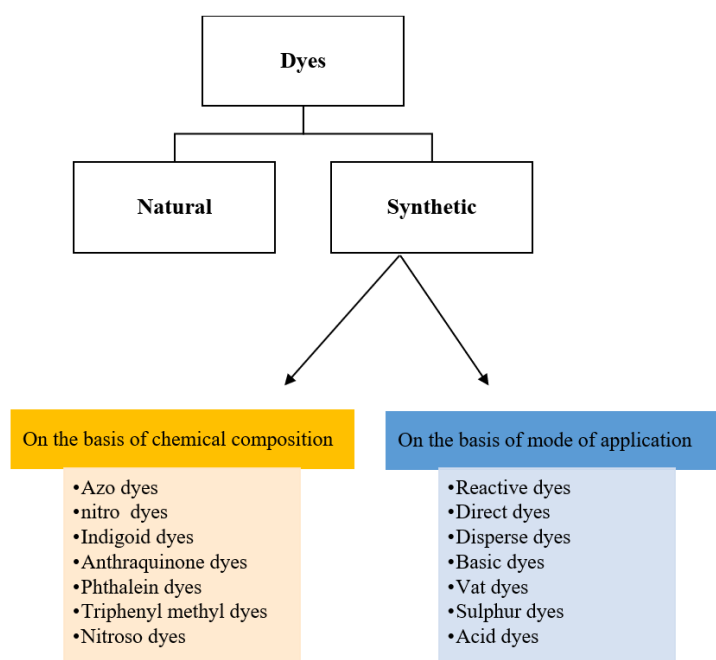 Dyes
Natural
Synthetic
On the basis of chemical composition
•Azo dyes
•nitro  dyes
•Indigoid dyes
•Anthraquinone dyes
•Phthalein dyes
•Triphenyl methyl dyes
•Nitroso dyes
On the basis of mode of application
•Reactive dyes
•Direct dyes
•Disperse dyes
•Basic dyes
•Vat dyes
•Sulphur dyes
•Acid dyes